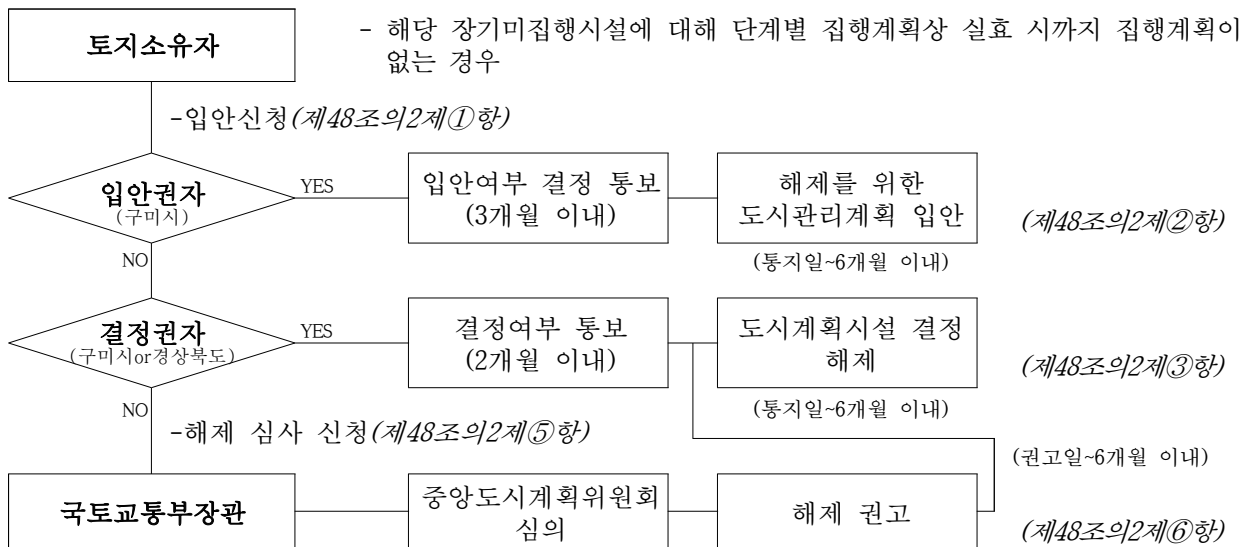 토지소유자
- 해당 장기미집행시설에 대해 단계별 집행계획상 실효 시까지 집행계획이
없는 경우
-입안신청(제48조의2제①항)
입안권자
(구미시)
YES
입안여부 결정 통보
(3개월 이내)
해제를 위한
도시관리계획 입안
(제48조의2제②항)
(통지일~6개월 이내)
NO
결정권자
(구미시or경상북도)
YES
결정여부 통보
(2개월 이내)
도시계획시설 결정
해제
(제48조의2제③항)
(통지일~6개월 이내)
NO
-해제 심사 신청(제48조의2제⑤항)
(권고일~6개월 이내)
국토교통부장관
중앙도시계획위원회
심의
해제 권고
(제48조의2제⑥항)